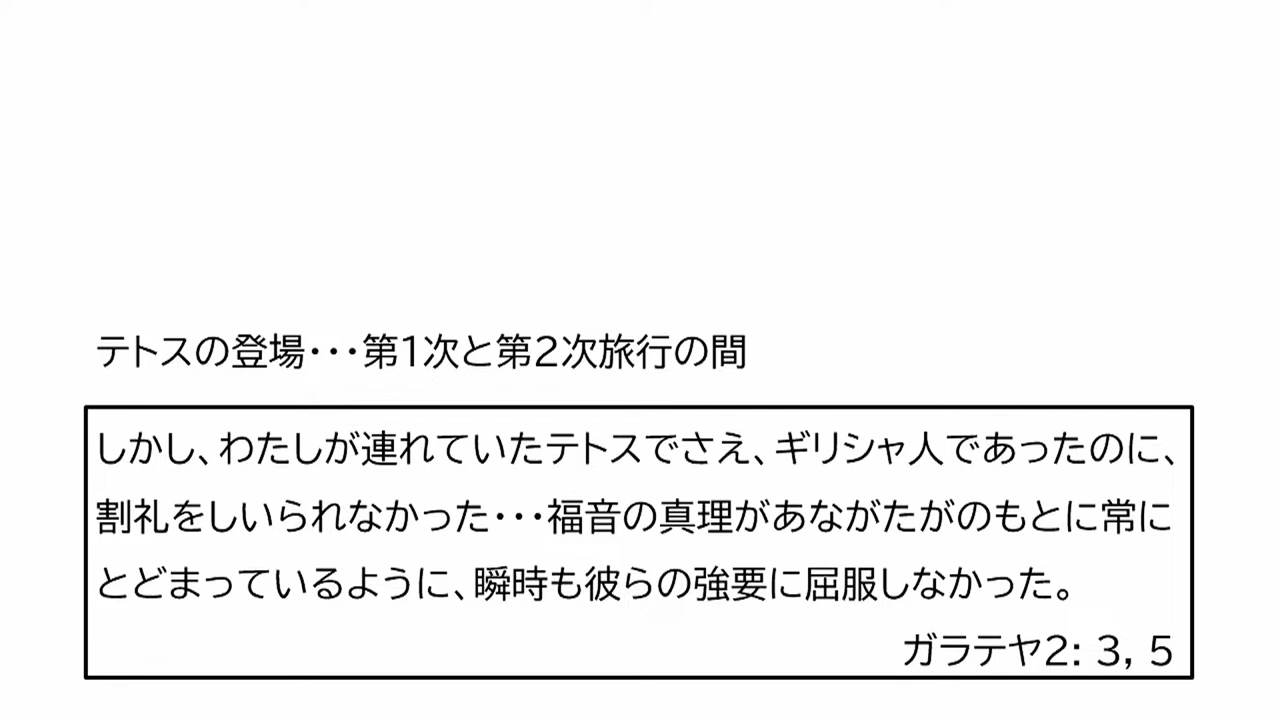 テトスの登場・・・第1次と第2次旅行の間
しかし、わたしが連れていたテトスでさえ、ギリシャ人であったのに、
割礼をしいられなかった・・・福音の真理があながたがのもとに常に
とどまっているように、瞬時も彼らの強要に屈服しなかった。
ガラテヤ2: 3, 5